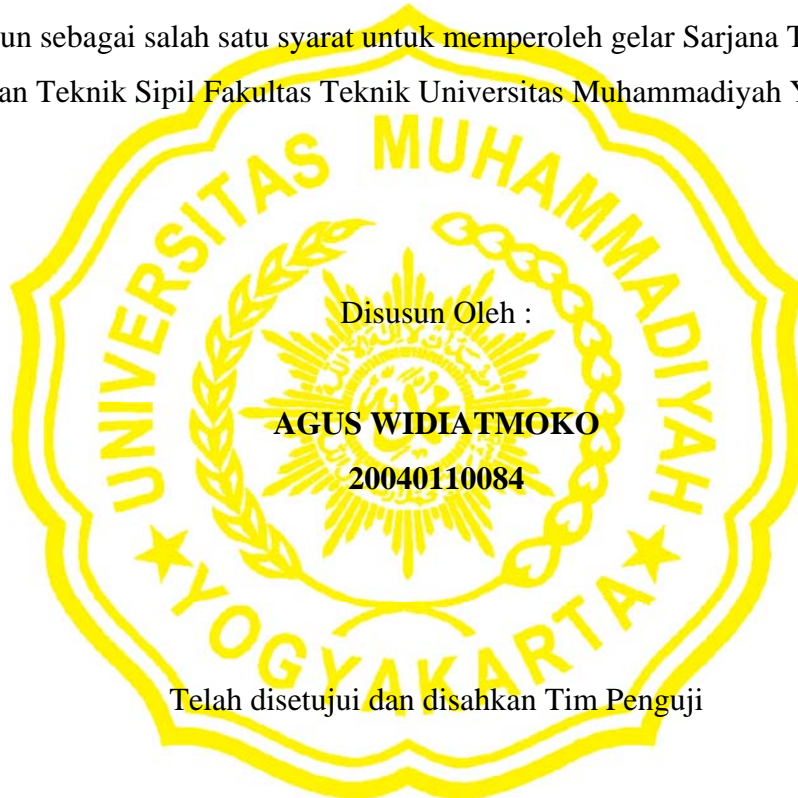 un sebagai salah satu syarat untuk memperoleh gelar Sarjana T
an Teknik Sipil Fakultas Teknik Universitas Muhammadiyah Y
UNIVERSITAS MUHAMMADIYAH
Disusun Oleh :
AGUS WIDIATMOKO
20040110084
★ YOGYAKARTA ★
Telah disetujui dan disahkan Tim Penguji